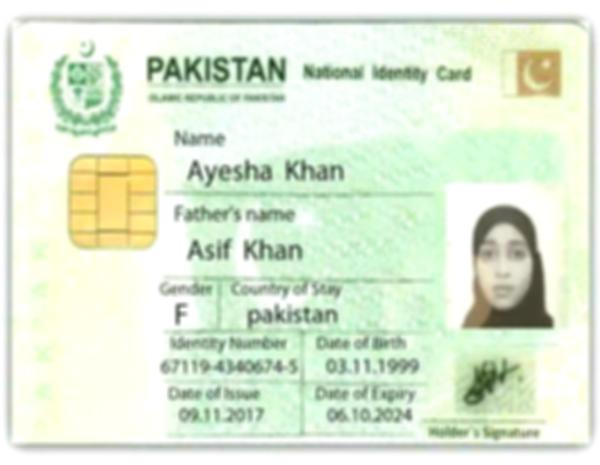 PAKISTAN National Identity Card
ISLAMIC REPUBLIC OF PAKISTAN
Name
Ayesha Khan
Father's name
Asif Khan
Gender Country of Stay
F pakistan
Identity Number Date of Birth
67119-4340674-5 03.11.1999
Date of Issue Date of Expiry
09.11.2017 06.10.2024
Holder's Signature